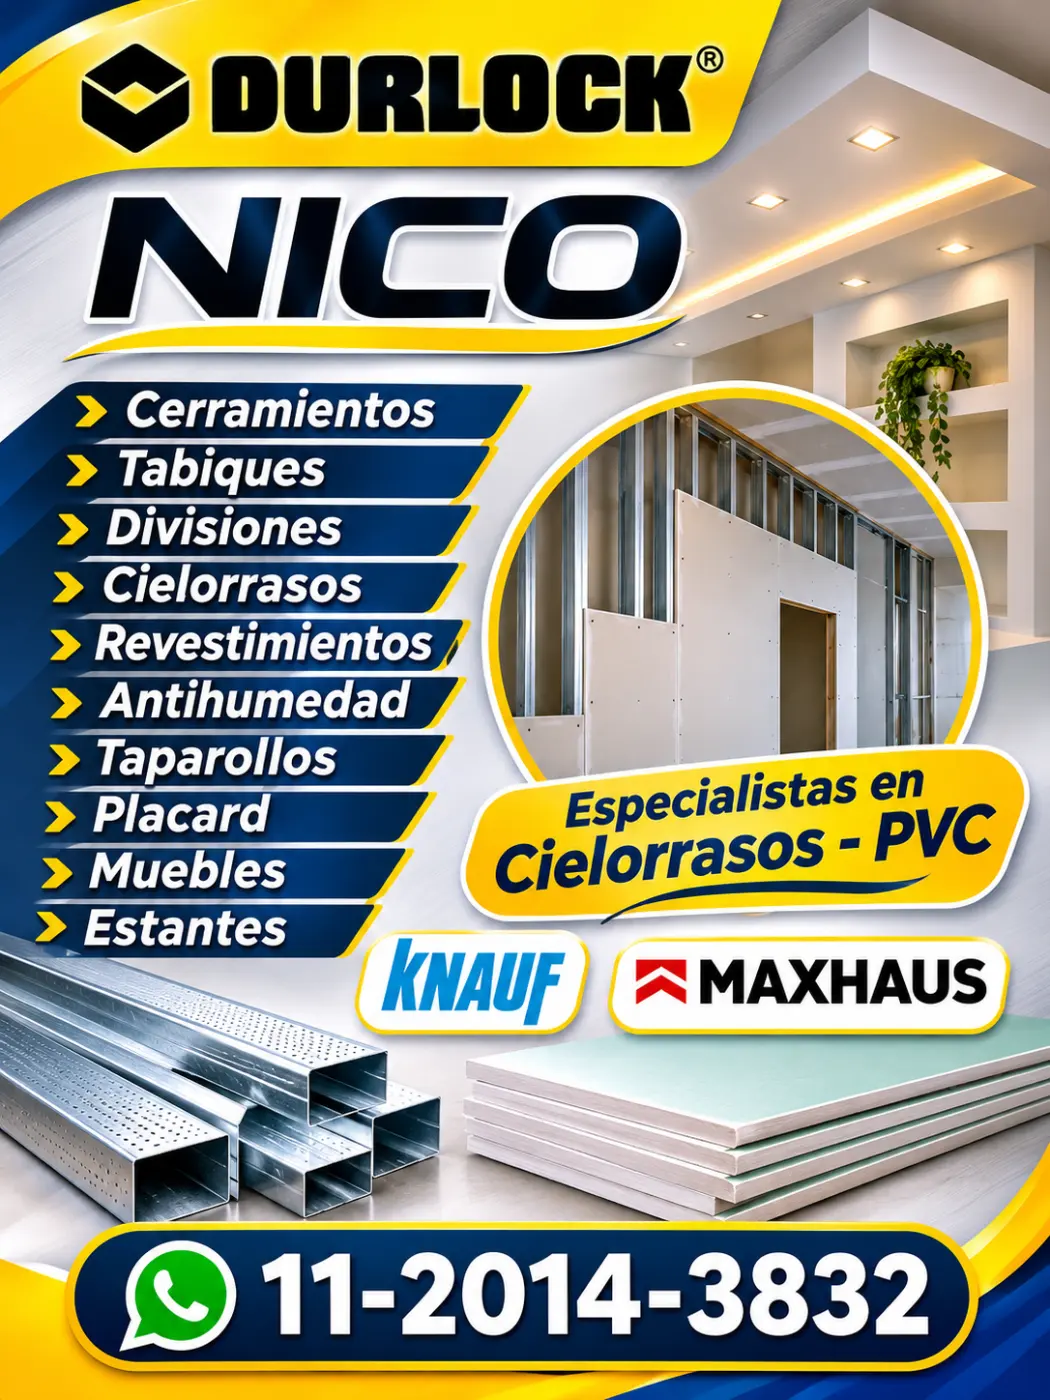 DURLOCK®
NICO
Cerramientos
Tabiques
Divisiones
Cielorrasos
Revestimientos
Antihumedad
Taparollos
Placard
Muebles
Estantes
Especialistas en
Cielorrasos - PVC
KNAUF
MAXHAUS
11-2014-3832